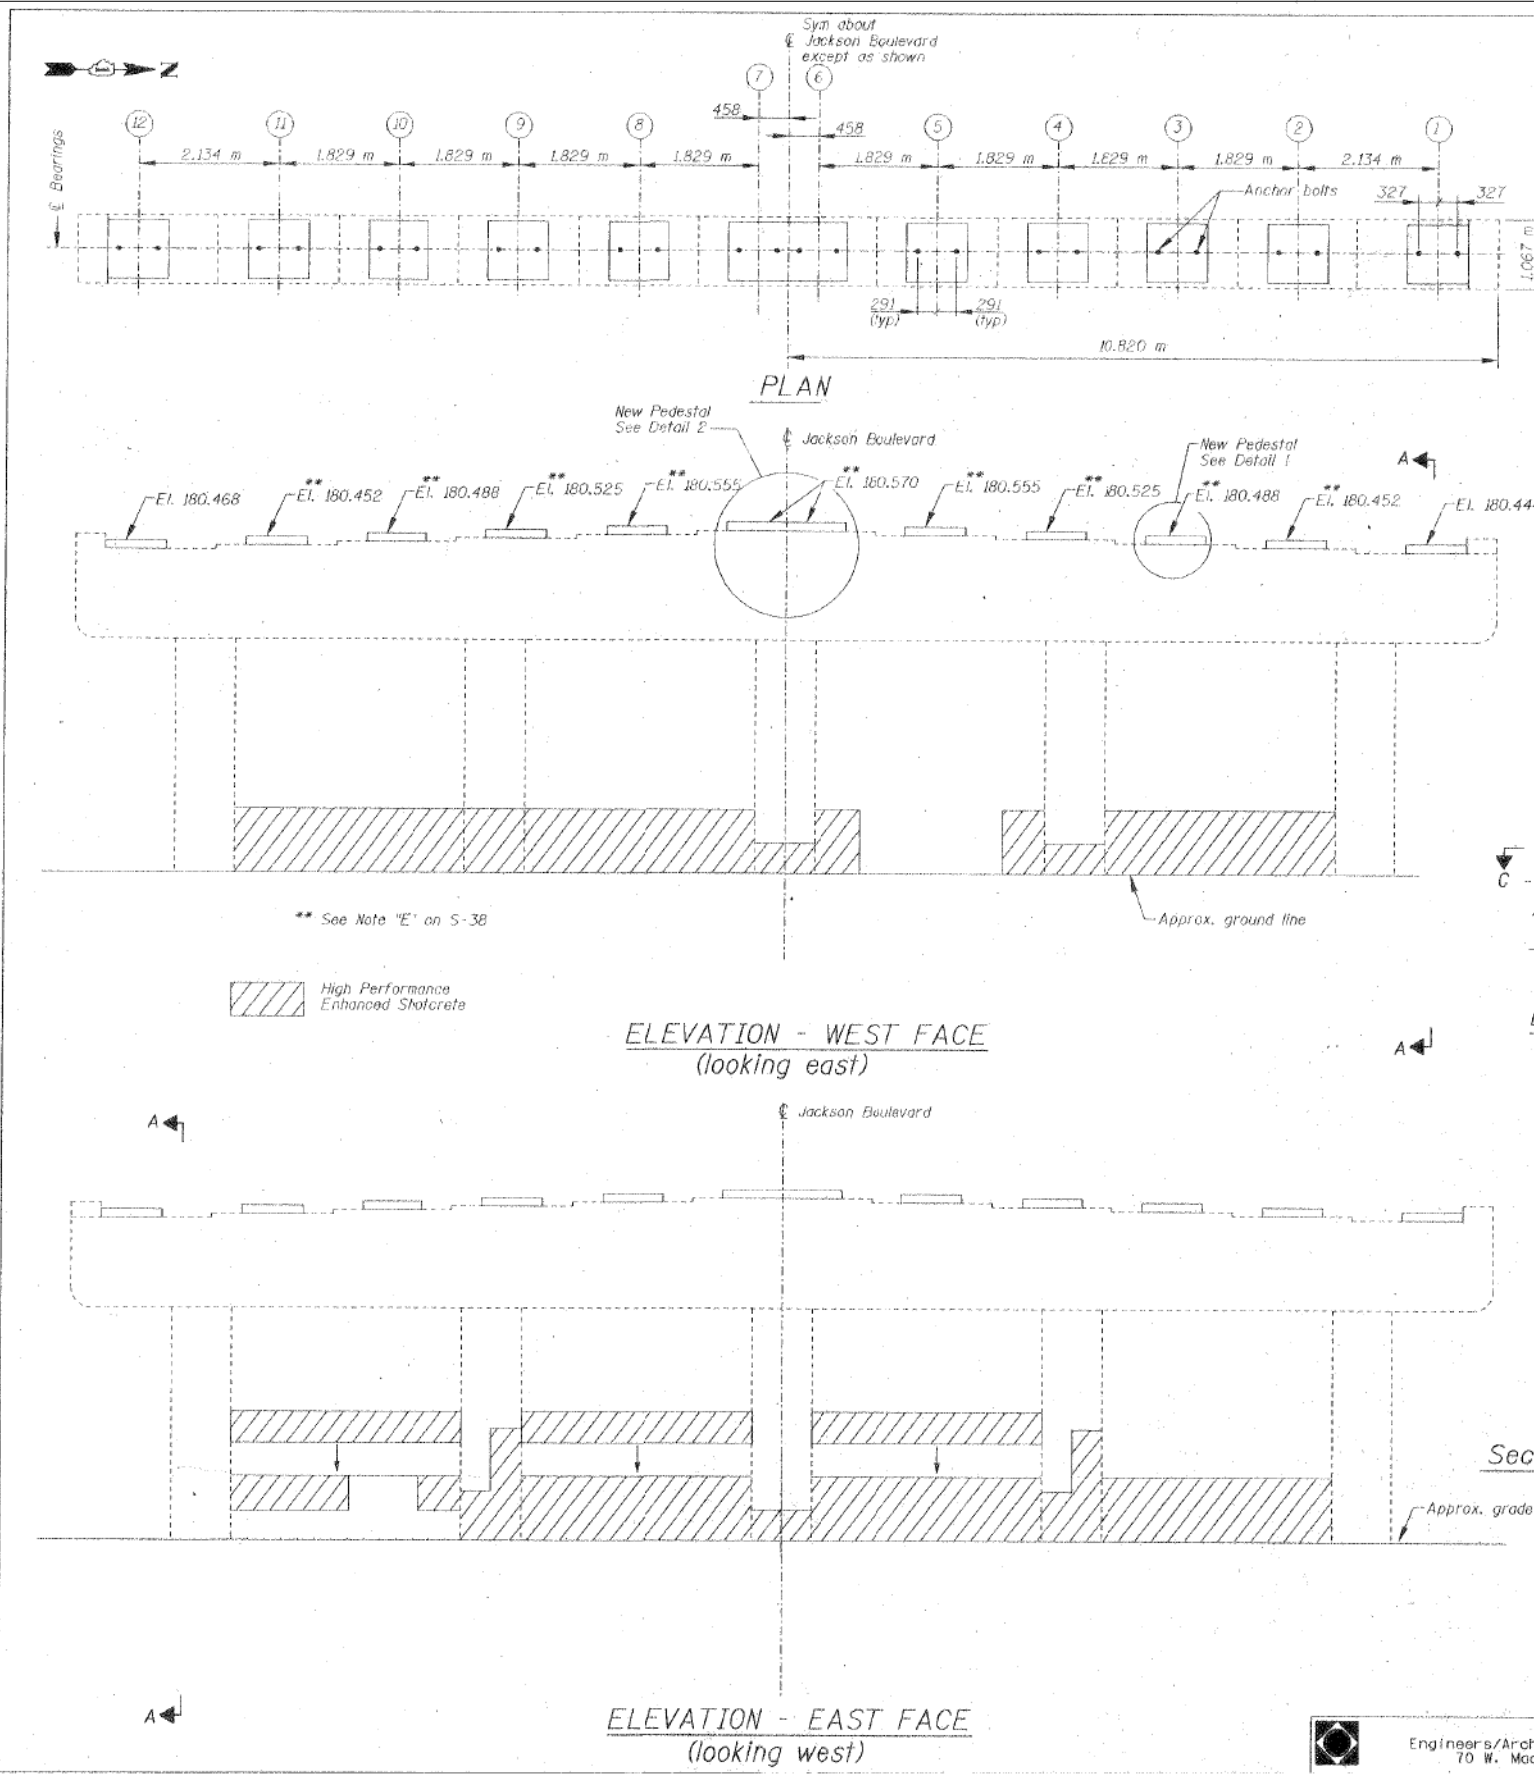 Sym about
℄ Jackson Boulevard
except as shown
N
7
6
458
458
12
11
10
9
8
5
4
3
2
1
2.134 m
1.829 m
1.829 m
1.829 m
1.829 m
1.829 m
1.829 m
1.829 m
1.829 m
2.134 m
℄ Bearings
Anchor bolts
327
327
1.067 m
291
(typ)
291
(typ)
10.820 m
PLAN
New Pedestal
See Detail 2
℄ Jackson Boulevard
New Pedestal
See Detail 1
A
El. 180.468
** El. 180.452
** El. 180.488
** El. 180.525
** El. 180.555
** El. 180.570
** El. 180.555
** El. 180.525
** El. 180.488
** El. 180.452
El. 180.444
C
** See Note "E" on S-38
Approx. ground line
High Performance
Enhanced Shotcrete
ELEVATION - WEST FACE
(looking east)
A
A
℄ Jackson Boulevard
Sec
Approx. grade
A
ELEVATION - EAST FACE
(looking west)
Engineers/Arch
70 W. Mad